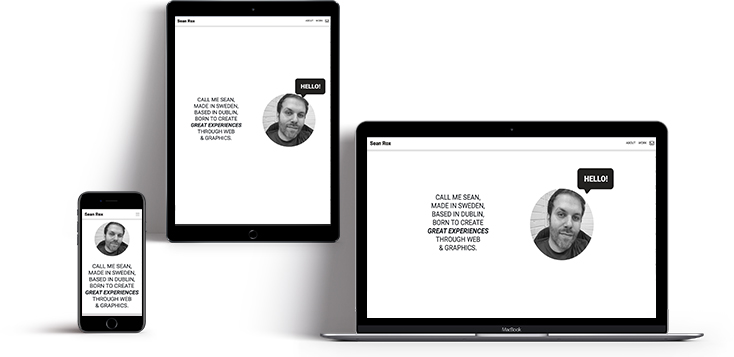 Sean Rox
ABOUT WORK
HELLO!
CALL ME SEAN,
MADE IN SWEDEN,
BASED IN DUBLIN,
BORN TO CREATE
GREAT EXPERIENCES
THROUGH WEB
& GRAPHICS.
Sean Rox
ABOUT WORK
HELLO!
CALL ME SEAN,
MADE IN SWEDEN,
BASED IN DUBLIN,
BORN TO CREATE
GREAT EXPERIENCES
THROUGH WEB
& GRAPHICS.
MacBook
Sean Rox
CALL ME SEAN,
MADE IN SWEDEN,
BASED IN DUBLIN,
BORN TO CREATE
GREAT EXPERIENCES
THROUGH WEB
& GRAPHICS.